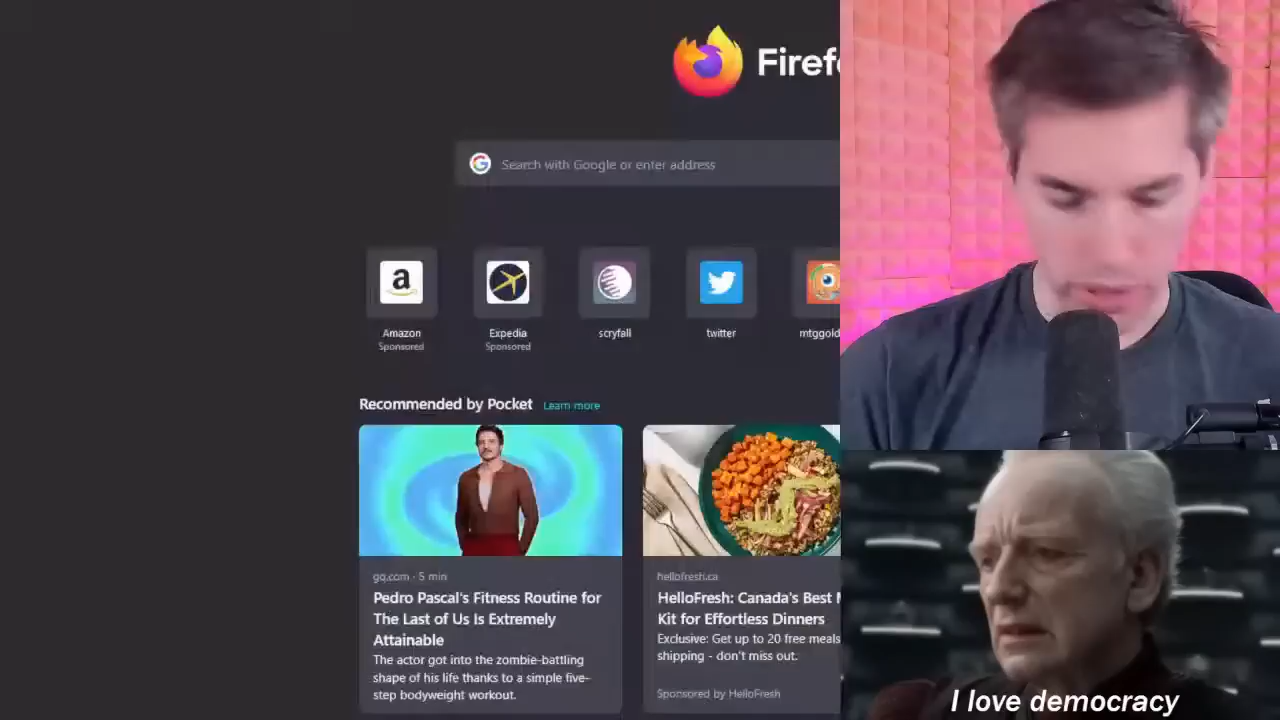 Firef
Search with Google or enter address
Amazon
Sponsored
Expedia
Sponsored
scryfall
twitter
mtggold
Recommended by Pocket Learn more
gq.com · 5 min
Pedro Pascal's Fitness Routine for
The Last of Us Is Extremely
Attainable
The actor got into the zombie-battling
shape of his life thanks to a simple five-
step bodyweight workout.
hellofresh.ca
HelloFresh: Canada's Best M
Kit for Effortless Dinners
Exclusive: Get up to 20 free meals
shipping - don't miss out.
Sponsored by HelloFresh
I love democracy